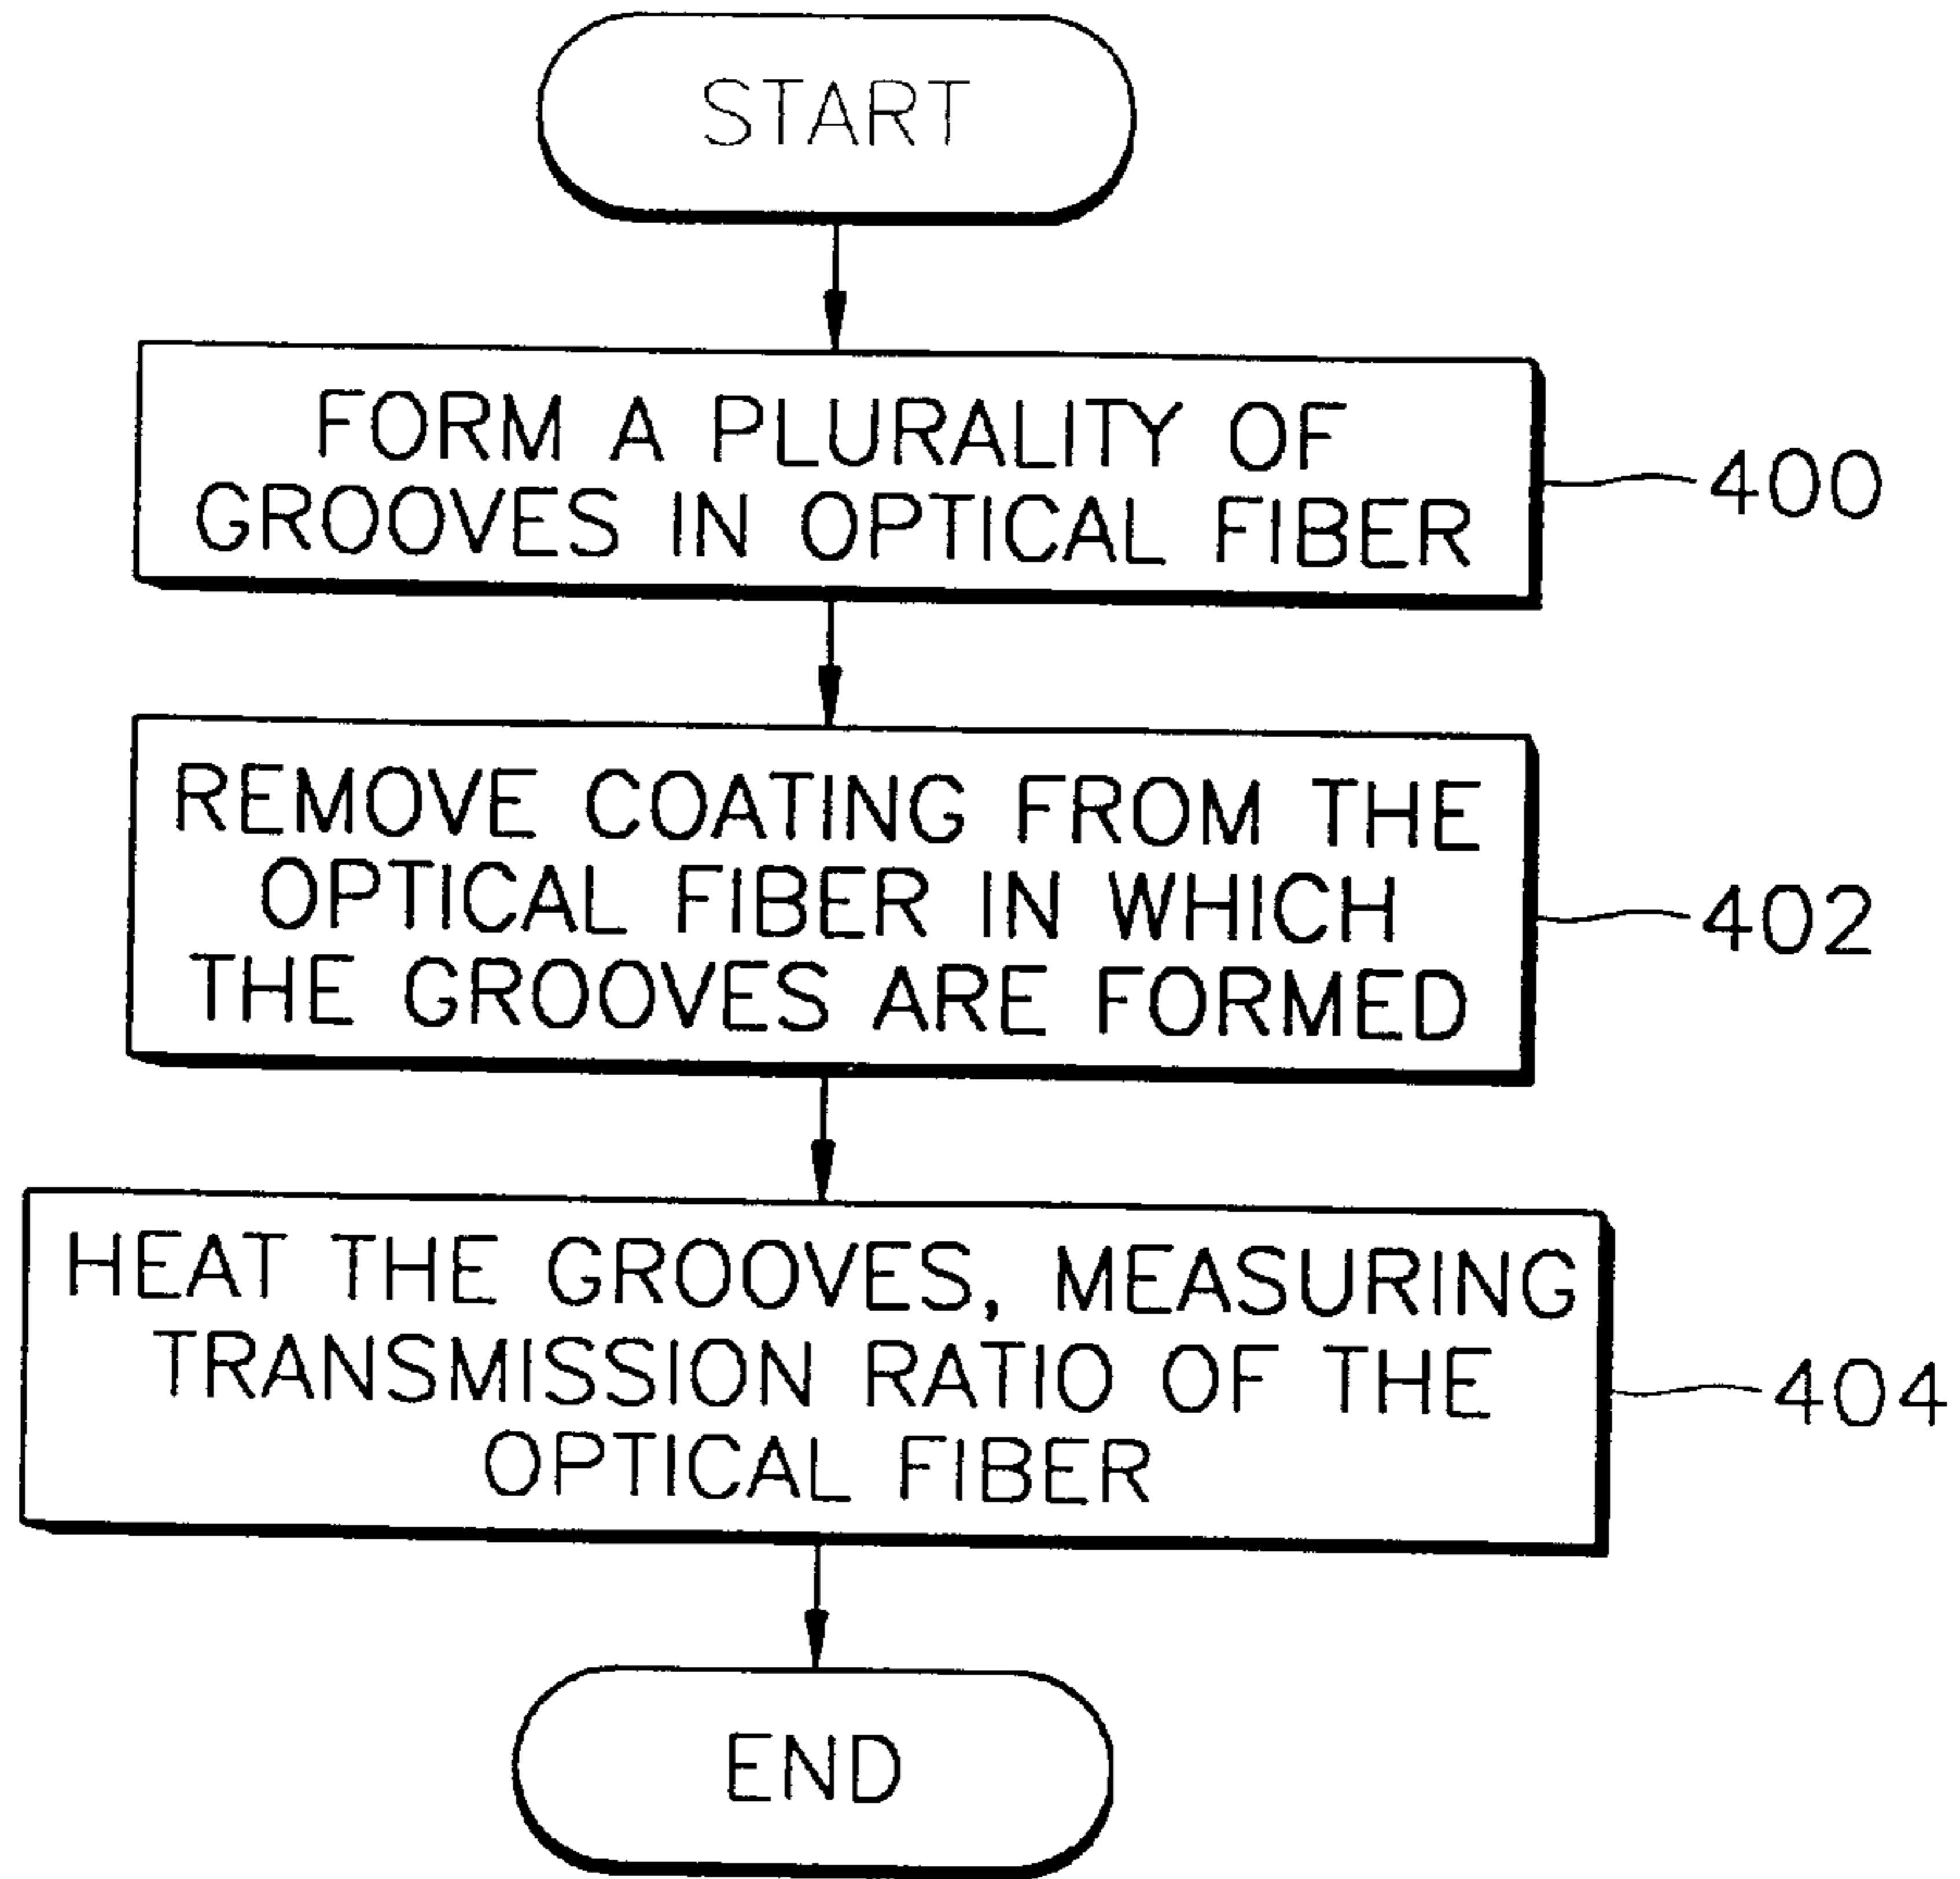 START
FORM A PLURALITY OF
GROOVES IN OPTICAL FIBER
400
REMOVE COATING FROM THE
OPTICAL FIBER IN WHICH
THE GROOVES ARE FORMED
402
HEAT THE GROOVES, MEASURING
TRANSMISSION RATIO OF THE
OPTICAL FIBER
404
END